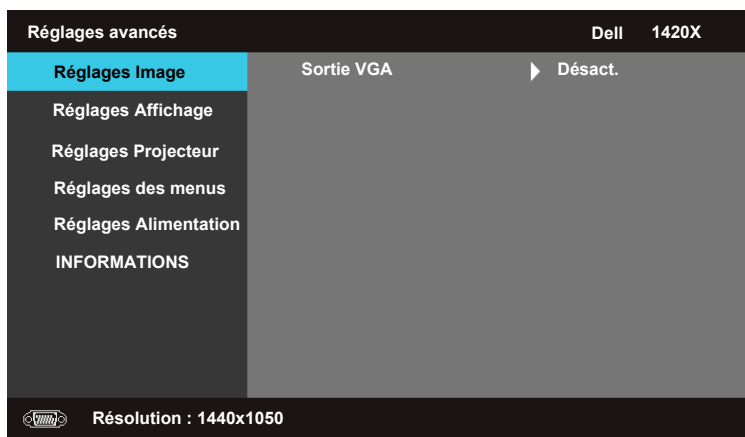 Réglages avancés Dell 1420X
Réglages Image Sortie VGA Désact.
Réglages Affichage
Réglages Projecteur
Réglages des menus
Réglages Alimentation
INFORMATIONS
Résolution : 1440x1050